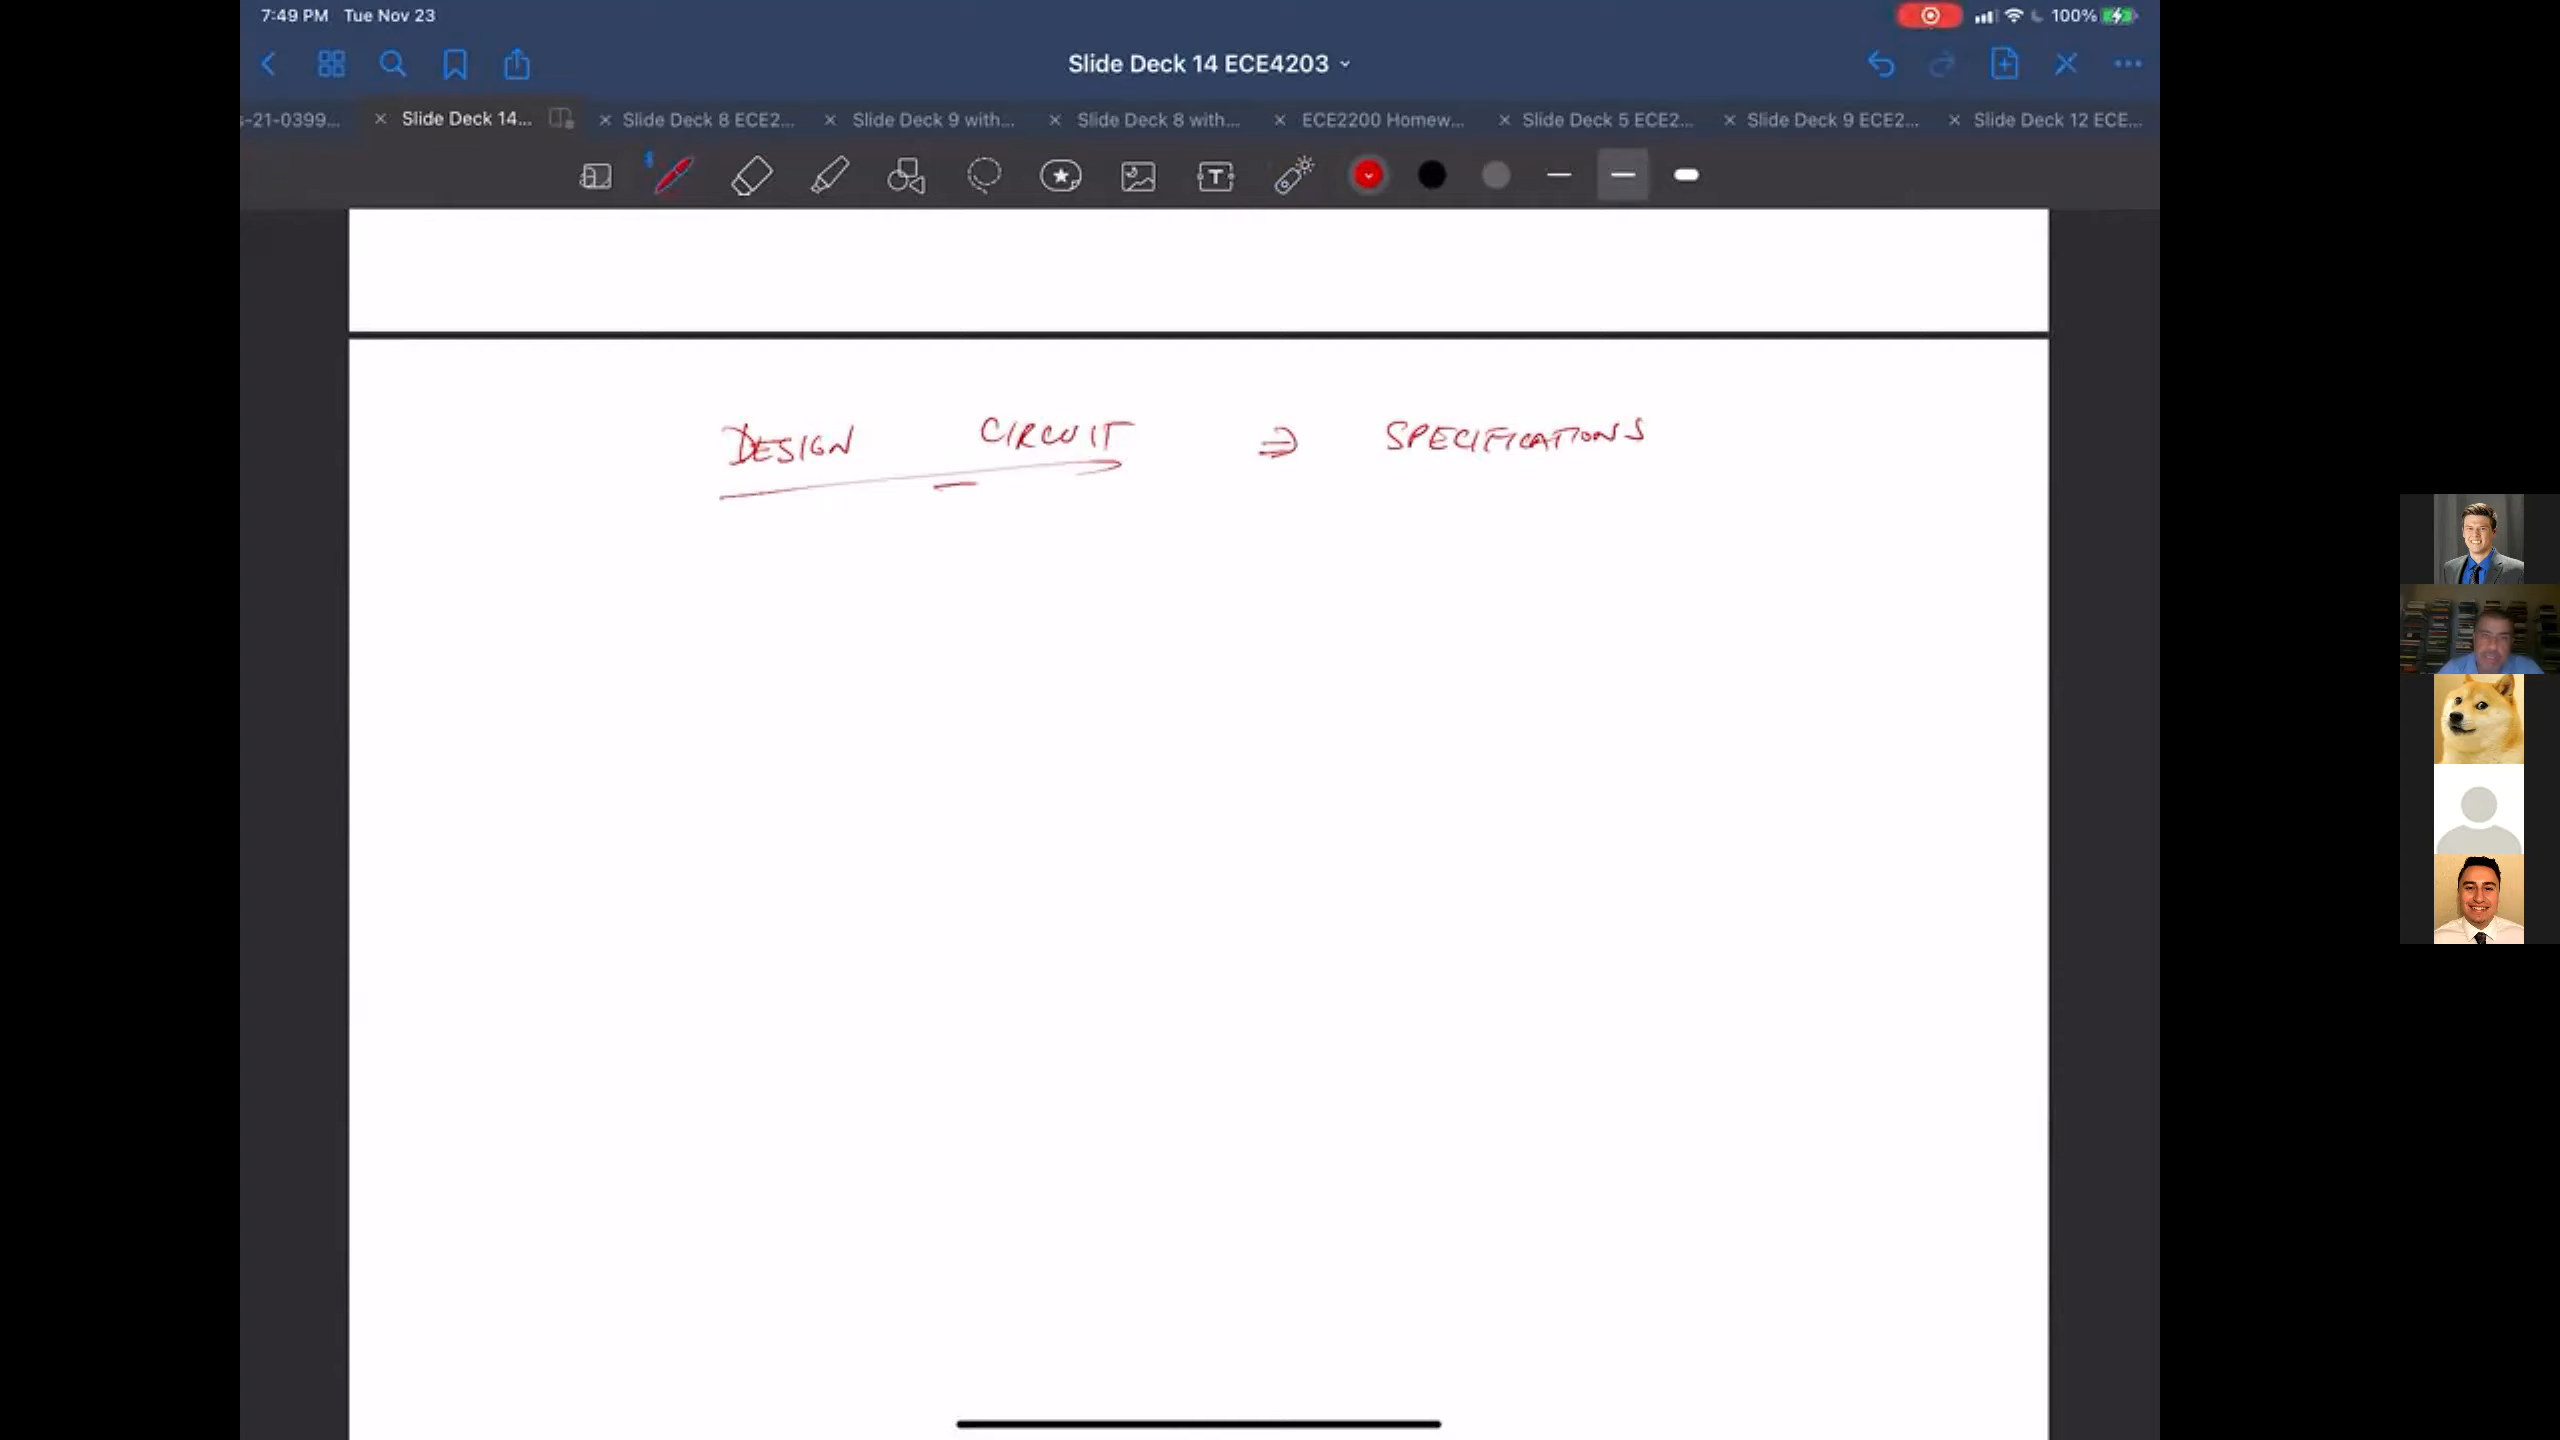 7:49 PM Tue Nov 23 100%
Slide Deck 14 ECE4203
s-21-0399... Slide Deck 14... Slide Deck 8 ECE2... Slide Deck 9 with... Slide Deck 8 with... ECE2200 Homew... Slide Deck 5 ECE2... Slide Deck 9 ECE2... Slide Deck 12 ECE...
DESIGN CIRCUIT ⇒ SPECIFICATIONS